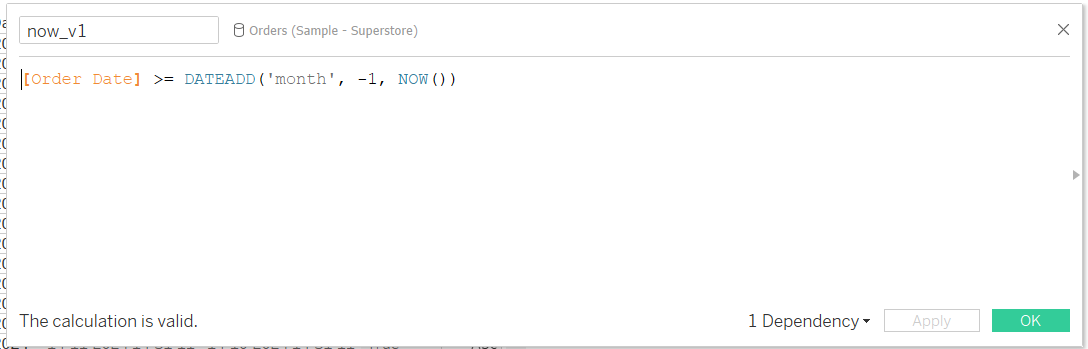 now_v1
Orders (Sample - Superstore)
[Order Date] >= DATEADD('month', -1, NOW())
The calculation is valid.
1 Dependency
Apply
OK